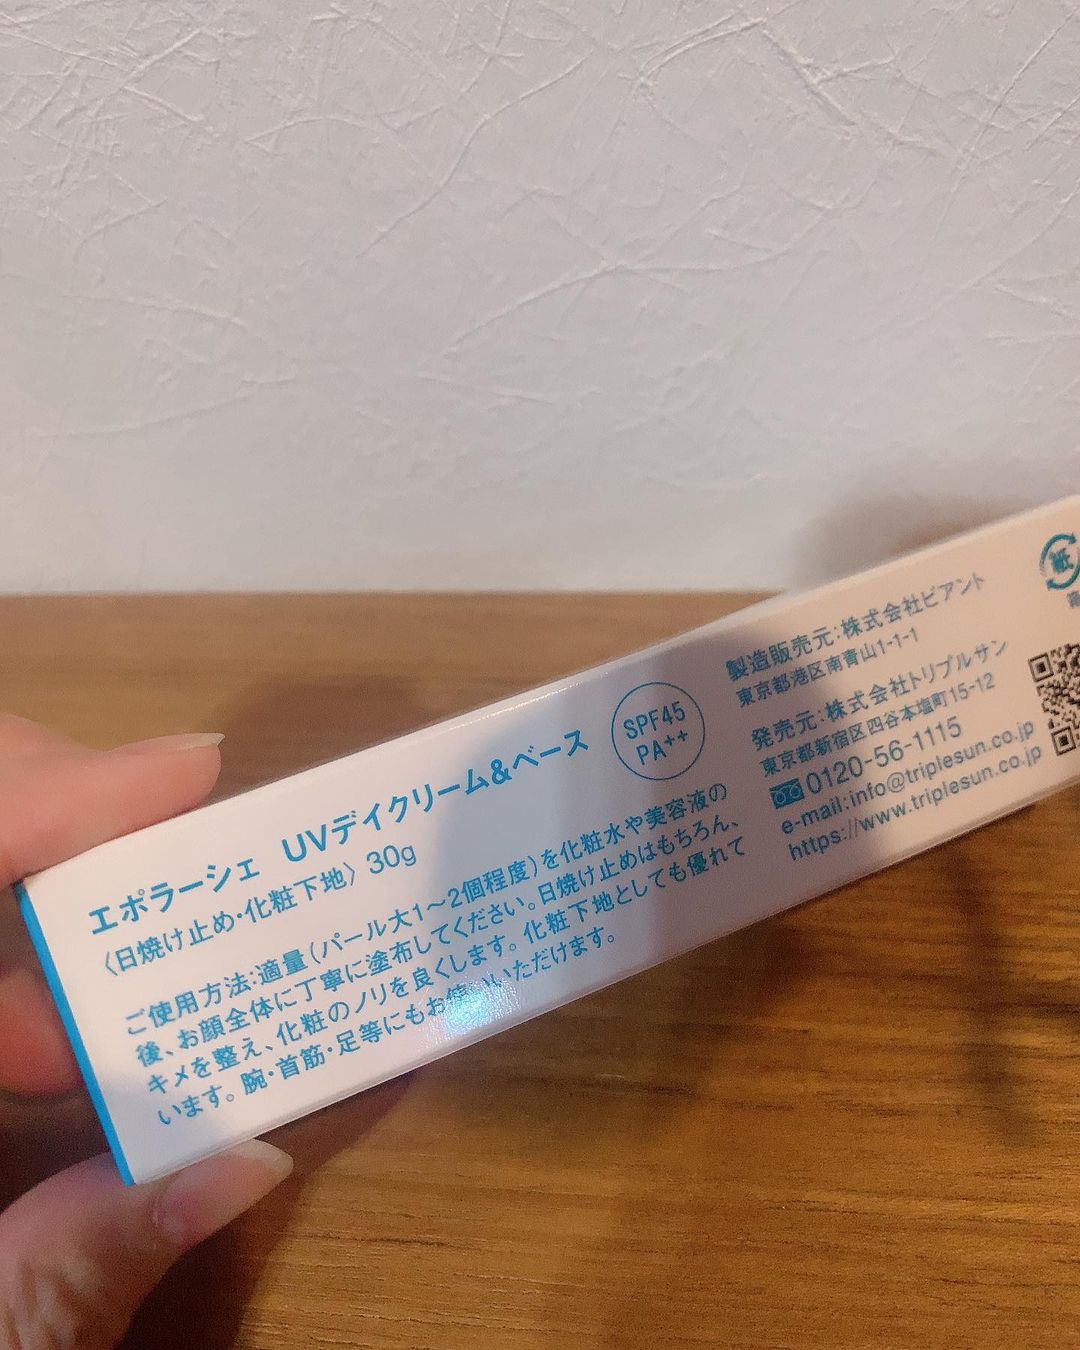 エポラーシェ UVデイクリーム&ベース
〈日焼け止め・化粧下地〉30g
SPF45
PA++
ご使用方法:適量(パール大1〜2個程度)を化粧水や美容液の
後、お顔全体に丁寧に塗布してください。日焼け止めはもちろん、
キメを整え、化粧のノリを良くします。化粧下地としても優れて
います。腕・首筋・足等にもお使いいただけます。
製造販売元:株式会社ビアント
東京都港区南青山1-1-1
発売元:株式会社トリプルサン
東京都新宿区四谷本塩町15-12
0120-56-1115
e-mail:info@triplesun.co.jp
https://www.triplesun.co.jp
紙